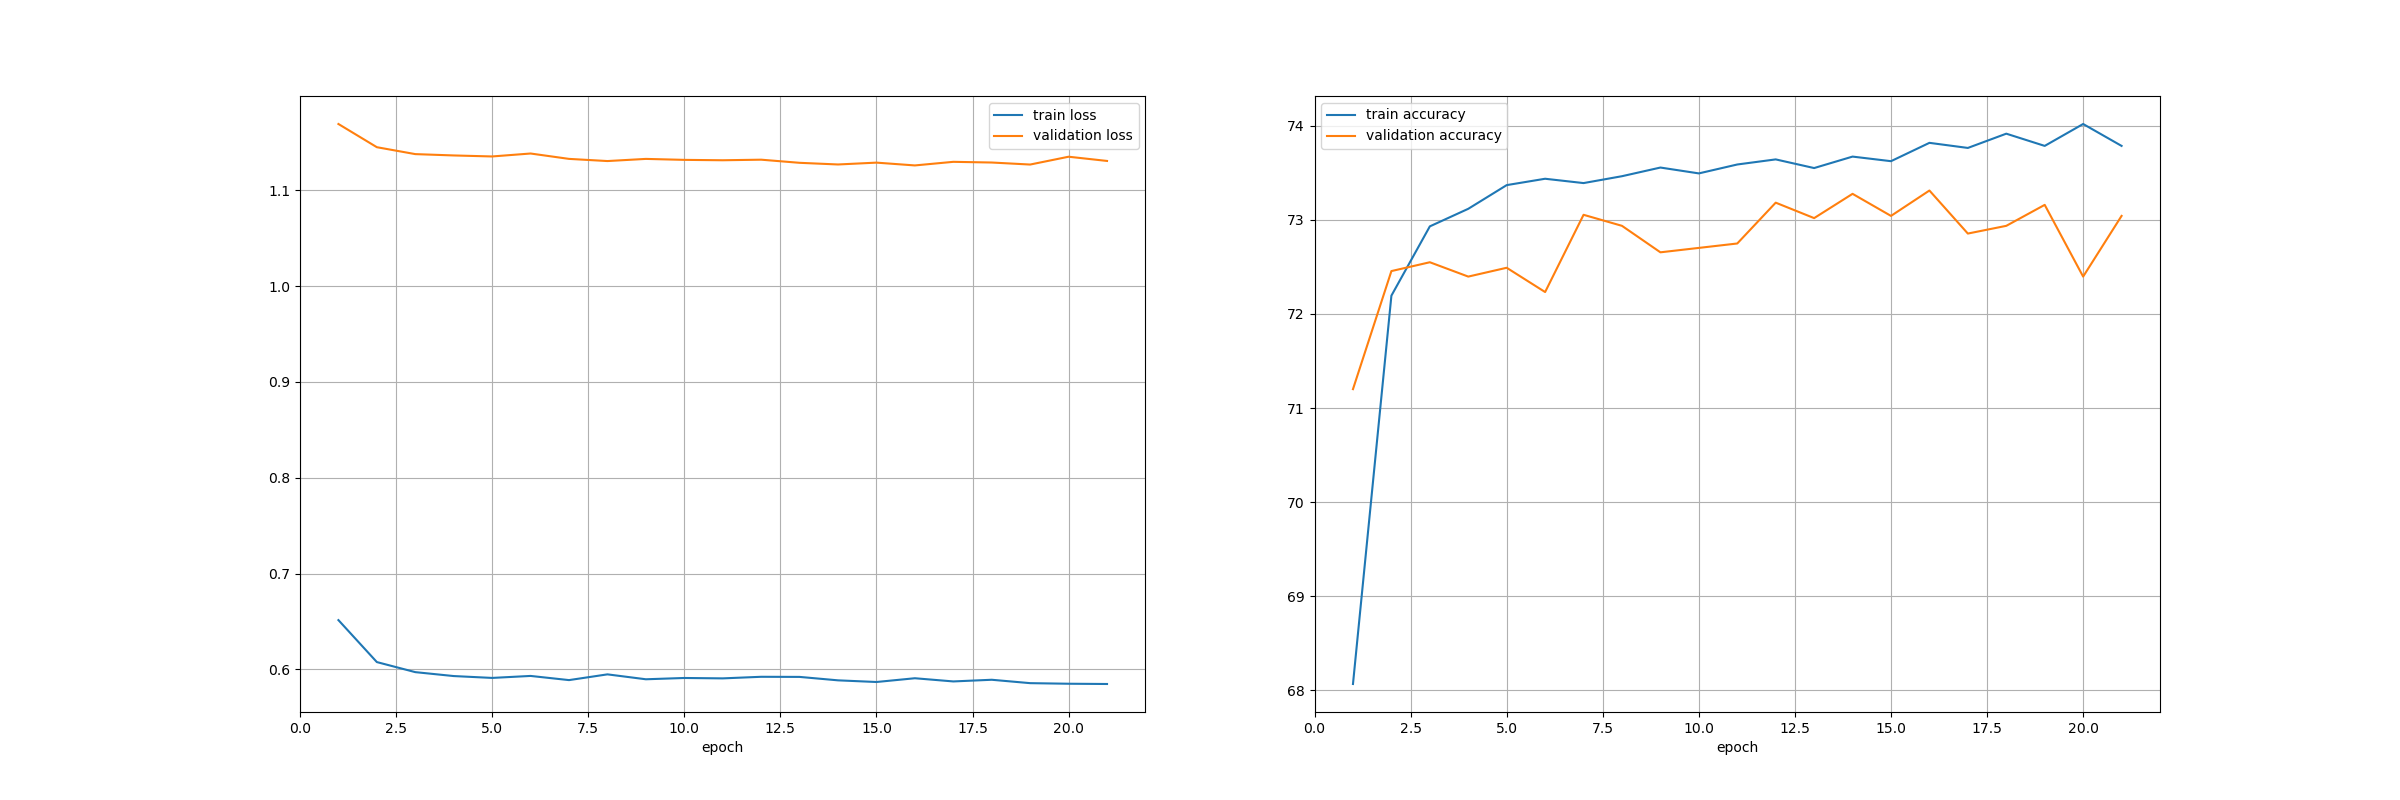 train loss
validation loss
1.1
1.0
0.9
0.8
0.7
0.6
0.0 2.5 5.0 7.5 10.0 12.5 15.0 17.5 20.0
epoch
train accuracy
validation accuracy
74
73
72
71
70
69
68
0.0 2.5 5.0 7.5 10.0 12.5 15.0 17.5 20.0
epoch